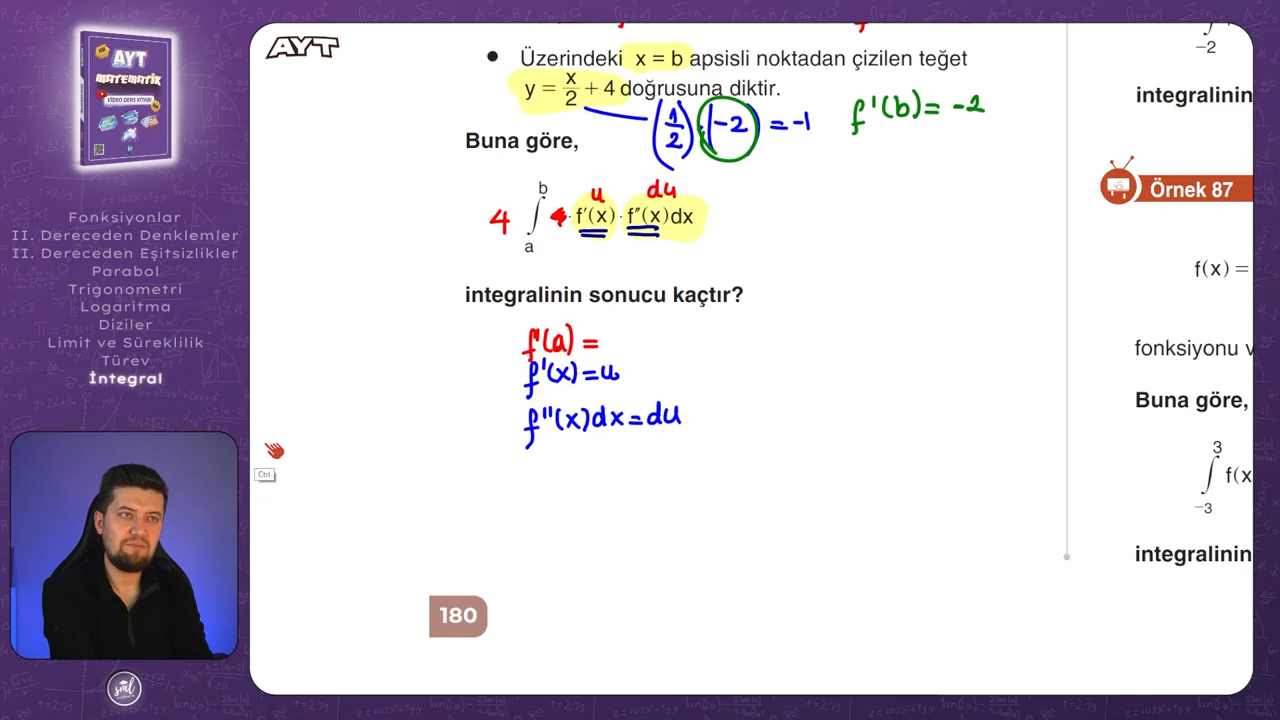 AYT
MATEMATİK
VİDEO DERS KİTABI
Fonksiyonlar
II. Dereceden Denklemler
II. Dereceden Eşitsizlikler
Parabol
Trigonometri
Logaritma
Diziler
Limit ve Süreklilik
Türev
İntegral
Ctrl
sml
AYT
Üzerindeki x = b apsisli noktadan çizilen teğet
y = x/2 + 4 doğrusuna diktir.
(1/2) (-2) = -1
f'(b) = -2
Buna göre,
u du
4 ∫ₐᵇ · f'(x) · f''(x)dx
integralinin sonucu kaçtır?
f'(a) =
f'(x) = u
f''(x)dx = du
180
−2
integralinin
Örnek 87
f(x) =
fonksiyonu v
Buna göre,
3
∫ f(x
−3
integralinin